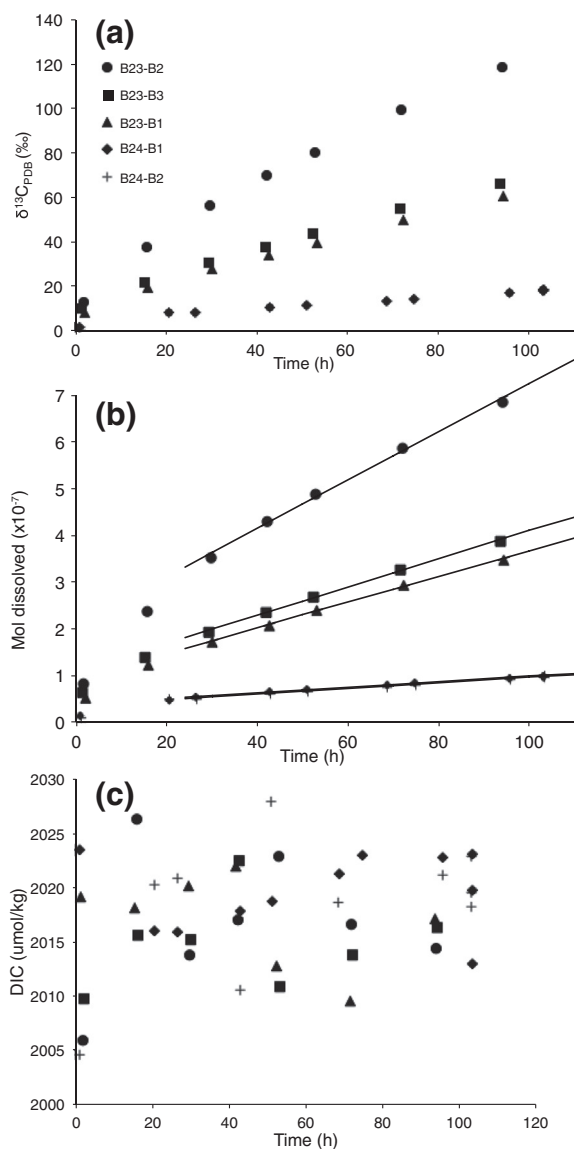 (a)
δ¹³C_PDB (‰)
140
120
100
80
60
40
20
0
B23-B2
B23-B3
B23-B1
B24-B1
B24-B2
0 20 40 60 80 100
Time (h)
(b)
Mol dissolved (x10⁻⁷)
7
6
5
4
3
2
1
0
0 20 40 60 80 100
Time (h)
(c)
DIC (umol/kg)
2030
2025
2020
2015
2010
2005
2000
0 20 40 60 80 100 120
Time (h)